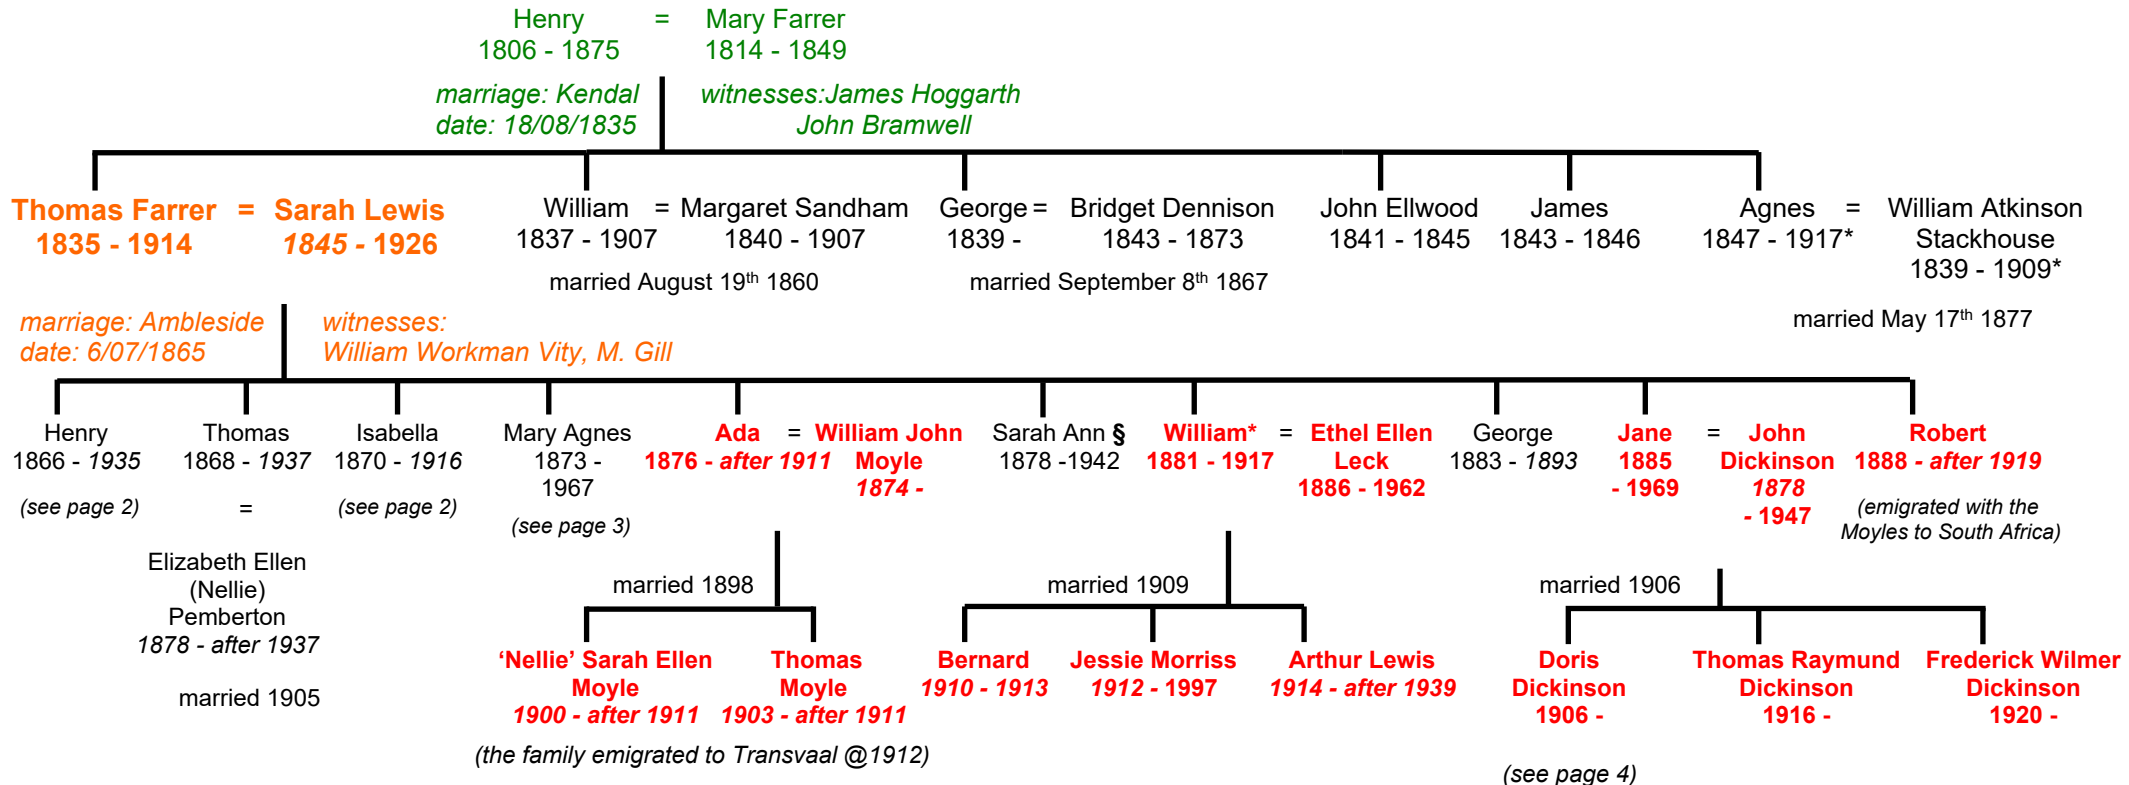 Henry = Mary Farrer
1806 - 1875 1814 - 1849
marriage: Kendal witnesses:James Hoggarth
date: 18/08/1835 John Bramwell
Thomas Farrer = Sarah Lewis William = Margaret Sandham George = Bridget Dennison John Ellwood James Agnes = William Atkinson
1835 - 1914 1845 - 1926 1837 - 1907 1840 - 1907 1839 - 1843 - 1873 1841 - 1845 1843 - 1846 1847 - 1917* Stackhouse
1839 - 1909*
married August 19th 1860 married September 8th 1867
married May 17th 1877
marriage: Ambleside witnesses:
date: 6/07/1865 William Workman Vity, M. Gill
Henry Thomas Isabella Mary Agnes Ada = William John Sarah Ann § William* = Ethel Ellen George Jane = John Robert
1866 - 1935 1868 - 1937 1870 - 1916 1873 - 1876 - after 1911 Moyle 1878 -1942 1881 - 1917 Leck 1883 - 1893 1885 Dickinson 1888 - after 1919
1967 1874 - 1886 - 1962 - 1969 1878
(see page 2) = (see page 2) - 1947 (emigrated with the
(see page 3) Moyles to South Africa)
Elizabeth Ellen
(Nellie)
Pemberton
1878 - after 1937
married 1905
married 1898 married 1909 married 1906
‘Nellie’ Sarah Ellen Thomas Bernard Jessie Morriss Arthur Lewis Doris Thomas Raymund Frederick Wilmer
Moyle Moyle 1910 - 1913 1912 - 1997 1914 - after 1939 Dickinson Dickinson Dickinson
1900 - after 1911 1903 - after 1911 1906 - 1916 - 1920 -
(the family emigrated to Transvaal @1912)
(see page 4)